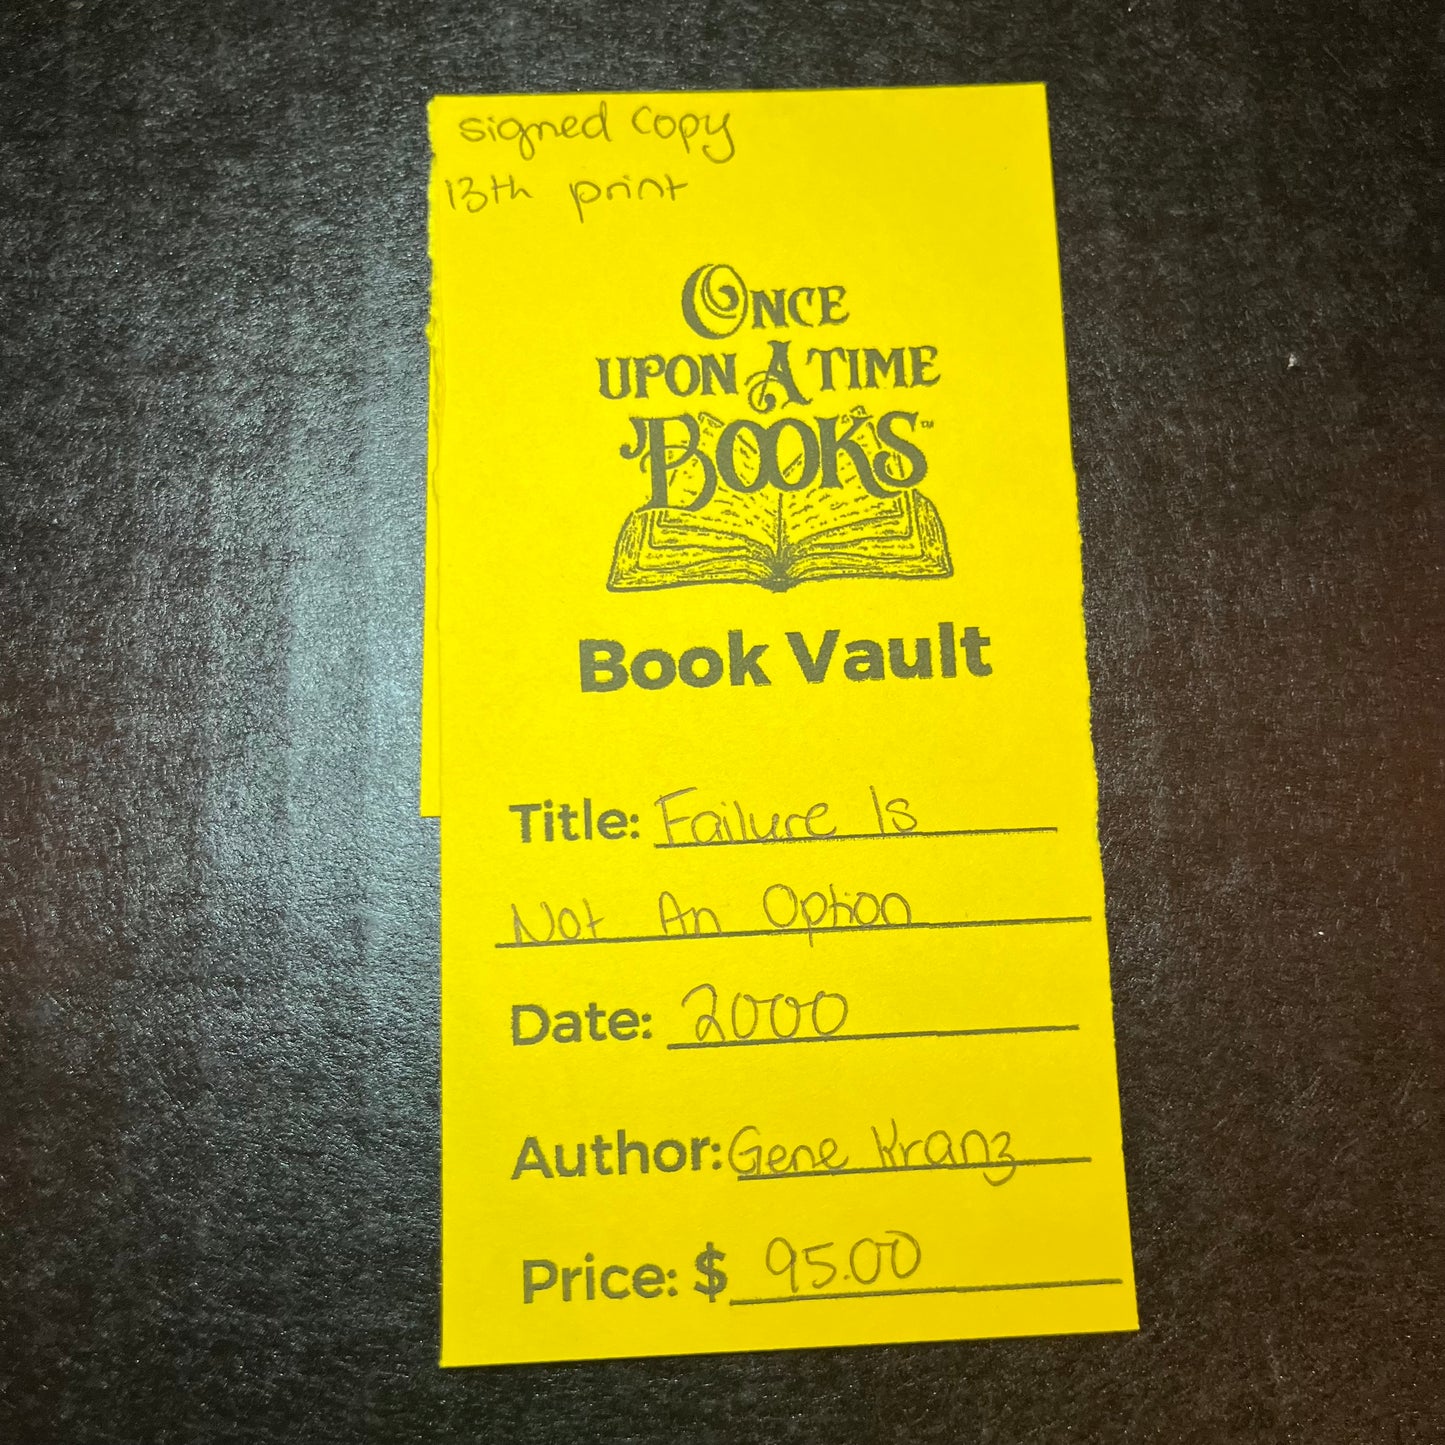 signed copy
13th print
ONCE
UPON A TIME
BOOKS™
Book Vault
Title: Failure Is
Not An Option
Date: 2000
Author: Gene Kranz
Price: $ 95.00